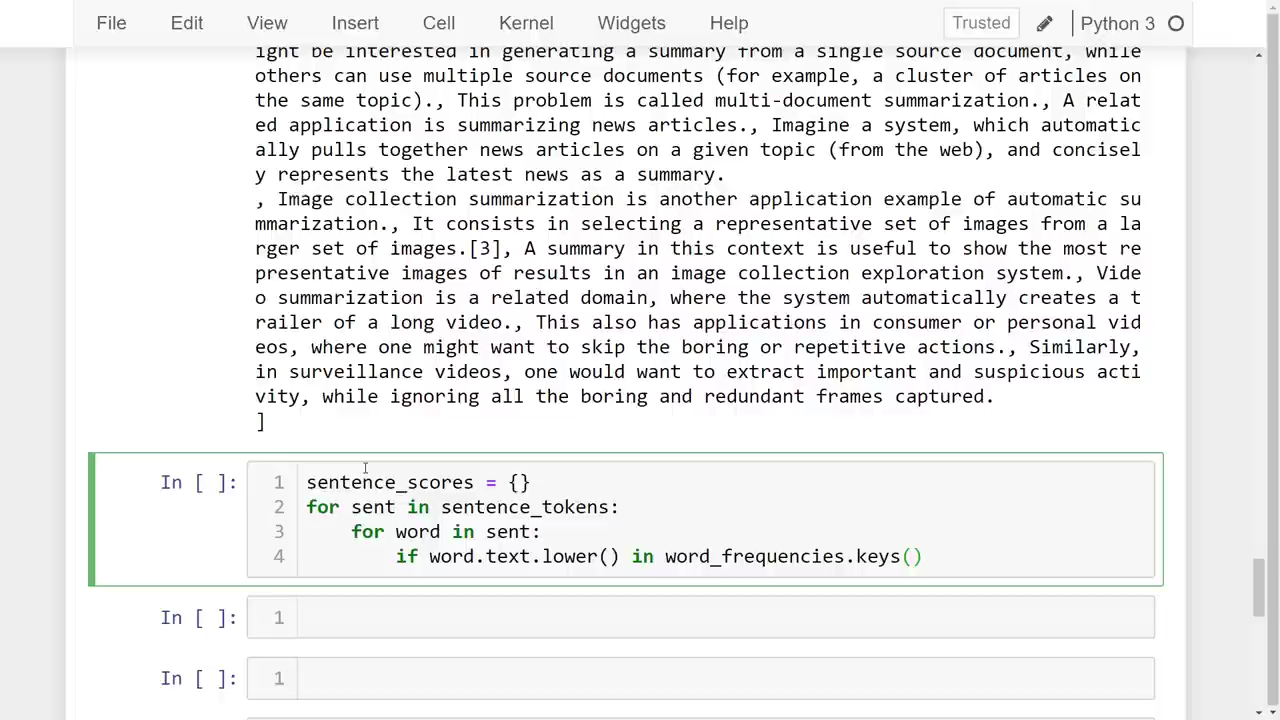 File Edit View Insert Cell Kernel Widgets Help Trusted Python 3
ight be interested in generating a summary from a single source document, while
others can use multiple source documents (for example, a cluster of articles on
the same topic)., This problem is called multi-document summarization., A relat
ed application is summarizing news articles., Imagine a system, which automatic
ally pulls together news articles on a given topic (from the web), and concisel
y represents the latest news as a summary.
, Image collection summarization is another application example of automatic su
mmarization., It consists in selecting a representative set of images from a la
rger set of images.[3], A summary in this context is useful to show the most re
presentative images of results in an image collection exploration system., Vide
o summarization is a related domain, where the system automatically creates a t
railer of a long video., This also has applications in consumer or personal vid
eos, where one might want to skip the boring or repetitive actions., Similarly,
in surveillance videos, one would want to extract important and suspicious acti
vity, while ignoring all the boring and redundant frames captured.
]
In [ ]: 1 sentence_scores = {}
2 for sent in sentence_tokens:
3     for word in sent:
4         if word.text.lower() in word_frequencies.keys()
In [ ]: 1
In [ ]: 1